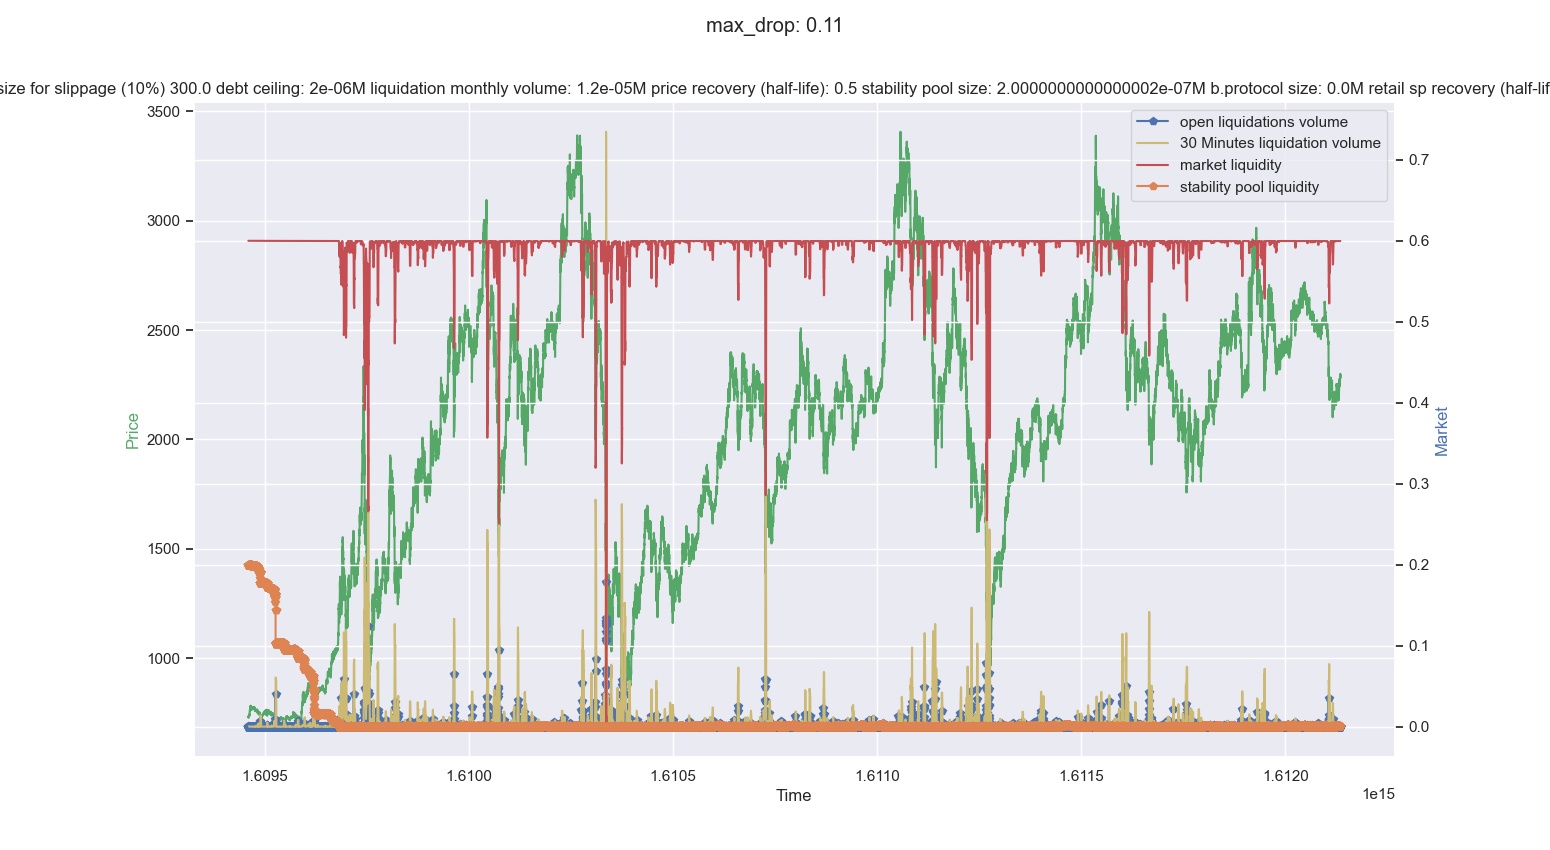 max_drop: 0.11
size for slippage (10%) 300.0 debt ceiling: 2e-06M liquidation monthly volume: 1.2e-05M price recovery (half-life): 0.5 stability pool size: 2.0000000000000002e-07M b.protocol size: 0.0M retail sp recovery (half-lif
3500
3000
2500
2000
1500
1000
Price
open liquidations volume
30 Minutes liquidation volume
market liquidity
stability pool liquidity
0.7
0.6
0.5
0.4
0.3
0.2
0.1
0.0
Market
1.6095 1.6100 1.6105 1.6110 1.6115 1.6120
Time
1e15